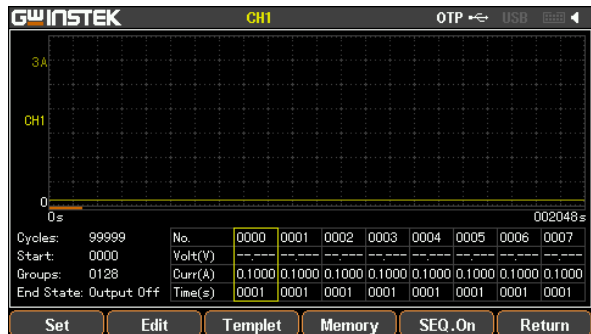 GWINSTEK CH1 OTP USB
3A
CH1
0
0s 002048s
Cycles: 99999 No. 0000 0001 0002 0003 0004 0005 0006 0007
Start: 0000 Volt(V) --.--- --.--- --.--- --.--- --.--- --.--- --.--- --.---
Groups: 0128 Curr(A) 0.1000 0.1000 0.1000 0.1000 0.1000 0.1000 0.1000 0.1000
End State: Output Off Time(s) 0001 0001 0001 0001 0001 0001 0001 0001
Set Edit Templet Memory SEQ.On Return